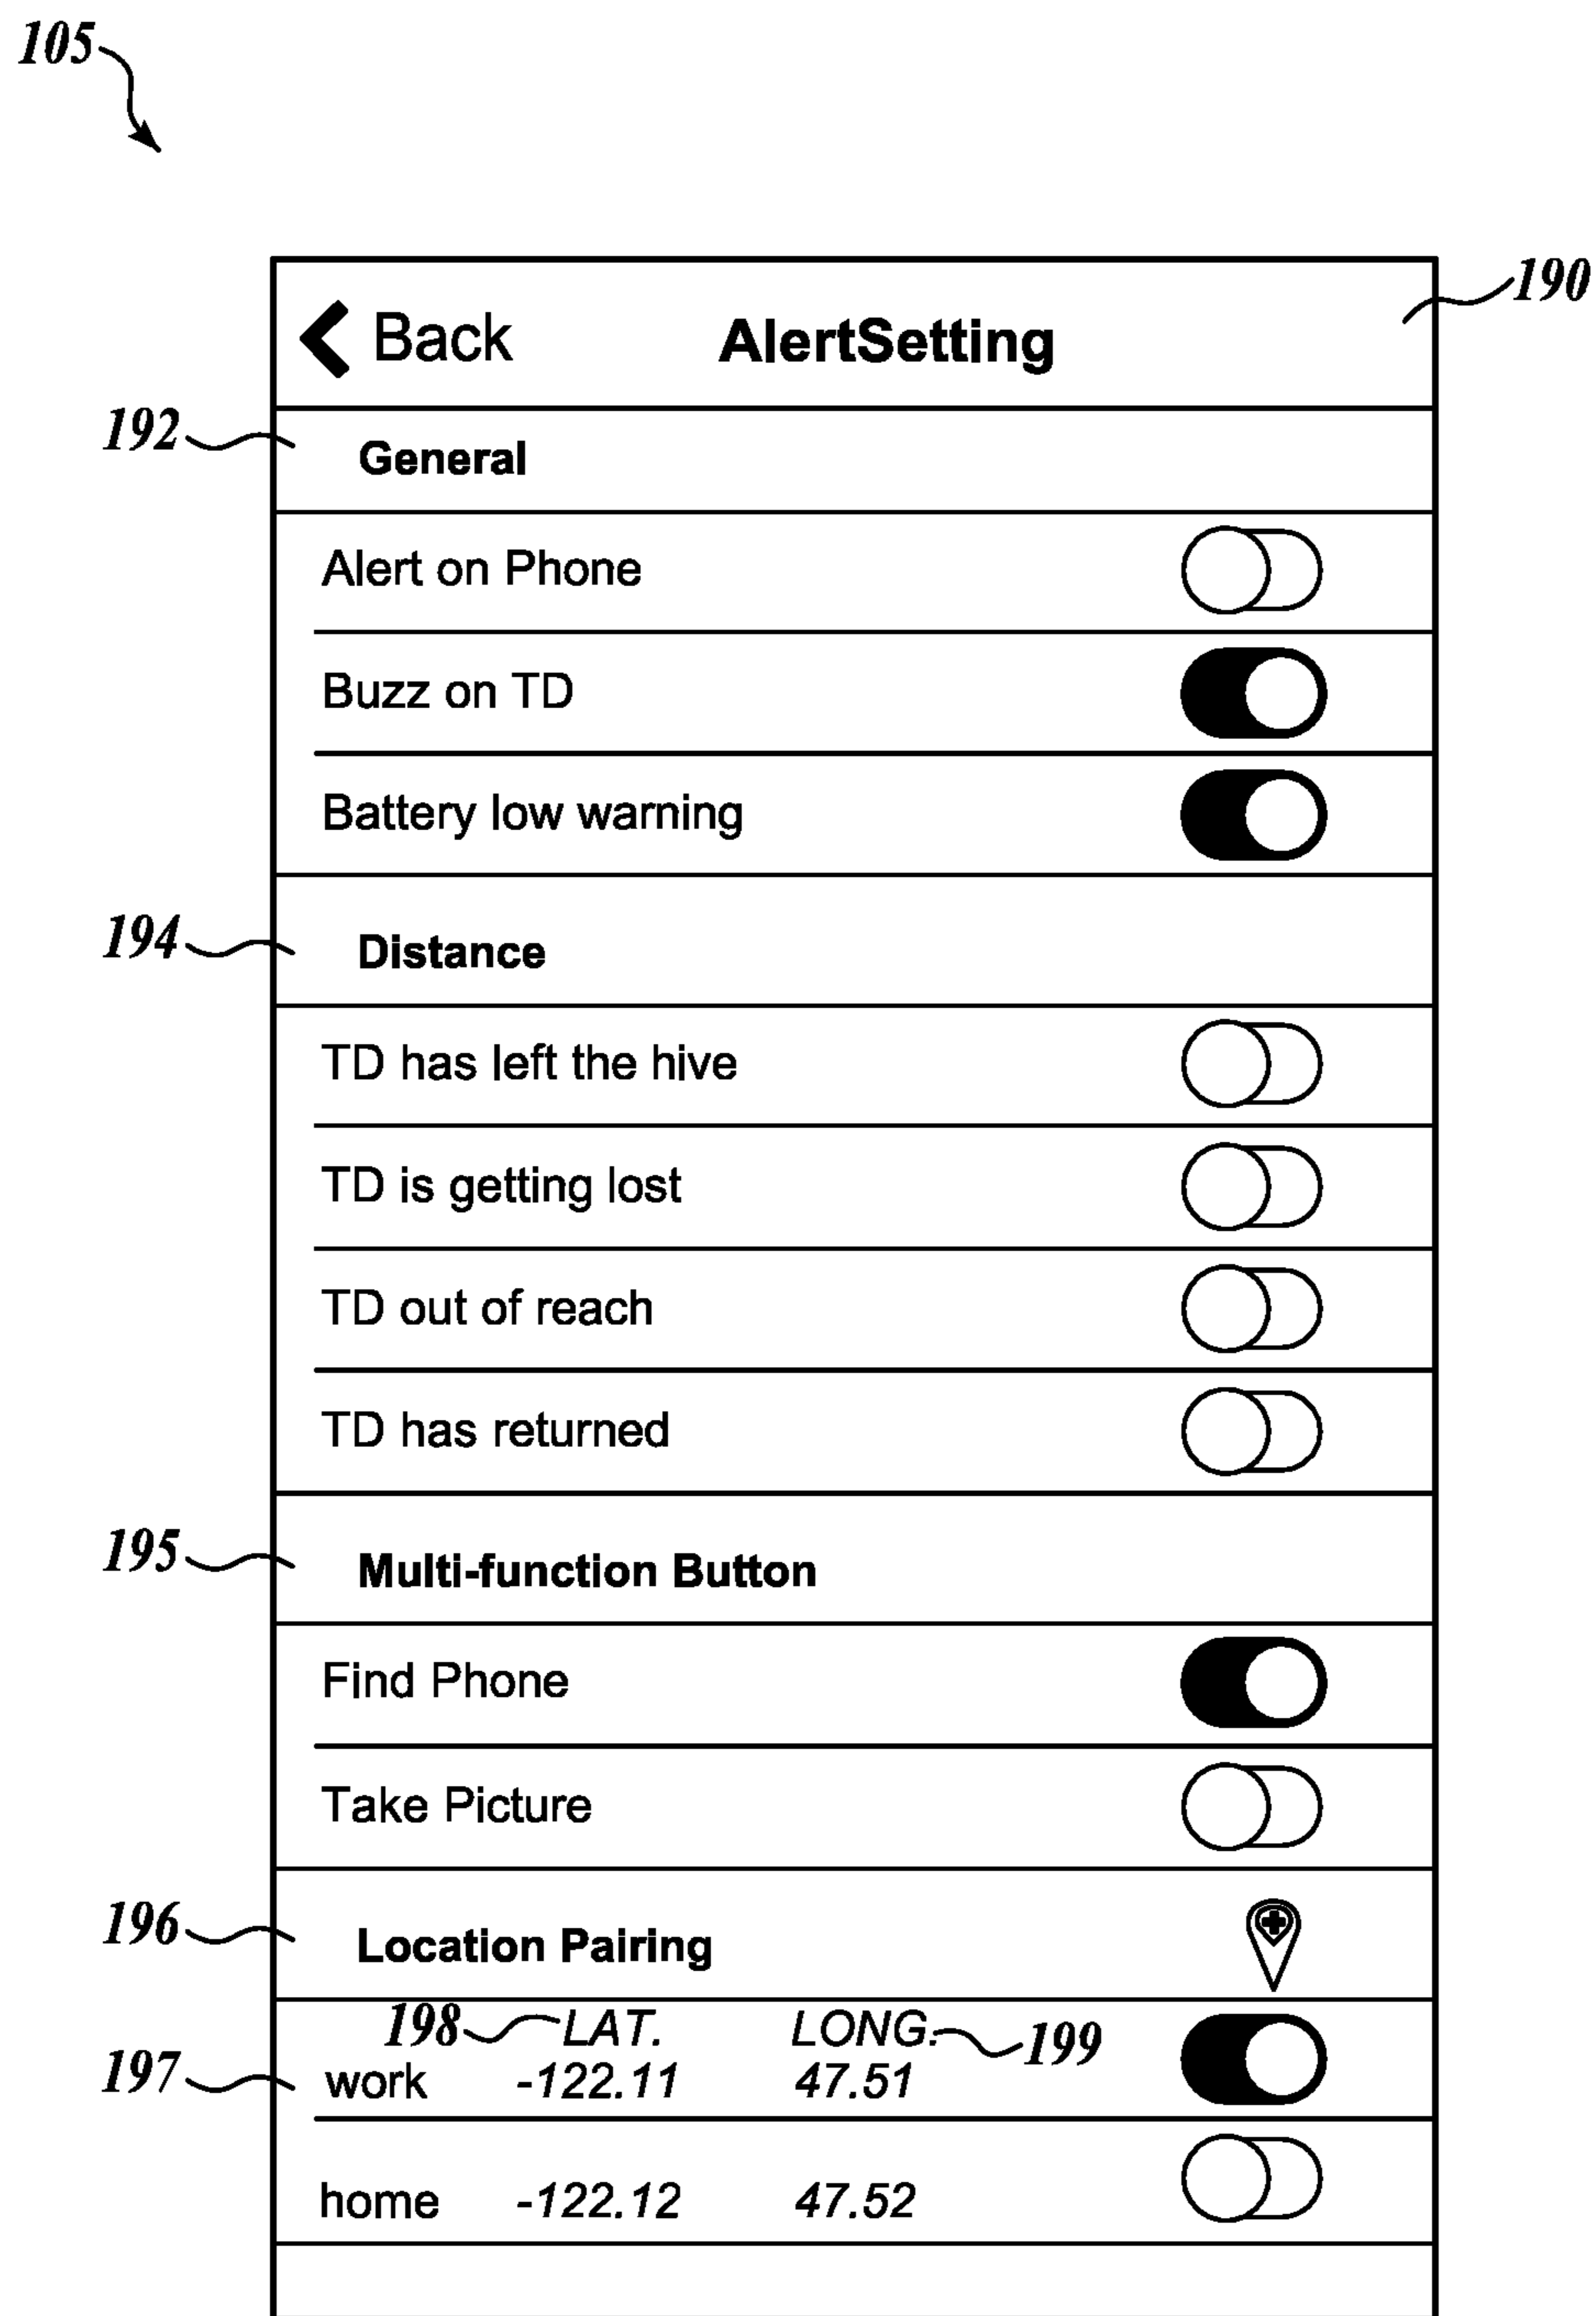 105
190
Back AlertSetting
192 General
Alert on Phone
Buzz on TD
Battery low warning
194 Distance
TD has left the hive
TD is getting lost
TD out of reach
TD has returned
195 Multi-function Button
Find Phone
Take Picture
196 Location Pairing
198 LAT. LONG. 199
197 work -122.11 47.51
home -122.12 47.52